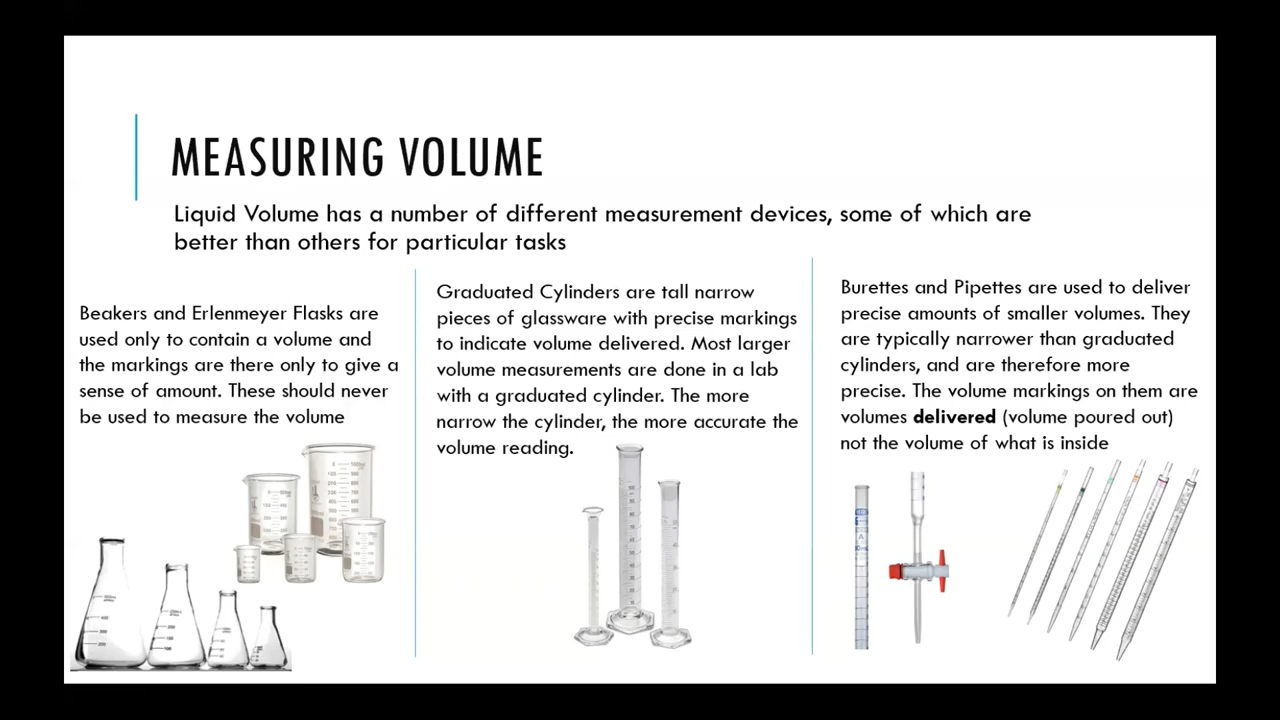 MEASURING VOLUME
Liquid Volume has a number of different measurement devices, some of which are
better than others for particular tasks
Beakers and Erlenmeyer Flasks are
used only to contain a volume and
the markings are there only to give a
sense of amount. These should never
be used to measure the volume
Graduated Cylinders are tall narrow
pieces of glassware with precise markings
to indicate volume delivered. Most larger
volume measurements are done in a lab
with a graduated cylinder. The more
narrow the cylinder, the more accurate the
volume reading.
Burettes and Pipettes are used to deliver
precise amounts of smaller volumes. They
are typically narrower than graduated
cylinders, and are therefore more
precise. The volume markings on them are
volumes delivered (volume poured out)
not the volume of what is inside